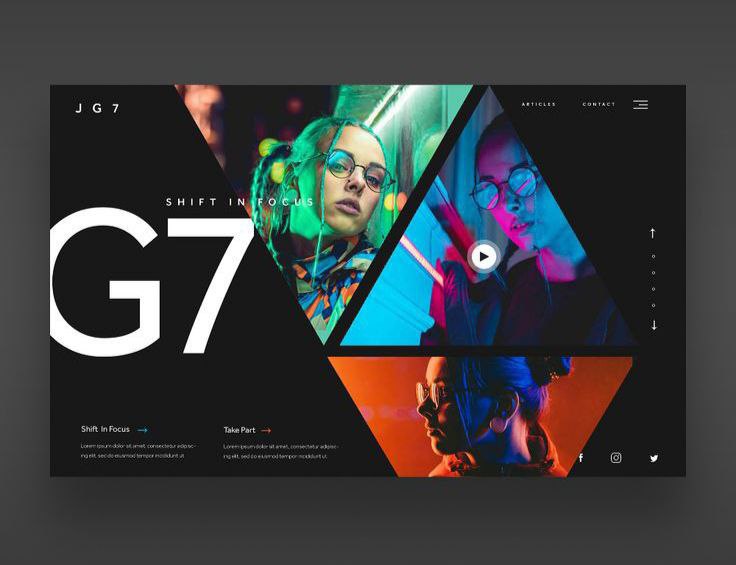 J G 7
ARTICLES
CONTACT
SHIFT IN FOCUS
G7
Shift In Focus
Lorem ipsum dolor sit amet, consectetur adipisc-
ing elit, sed do eiusmod tempor incididunt ut
Take Part
Lorem ipsum dolor sit amet, consectetur adipisc-
ing elit, sed do eiusmod tempor incididunt ut